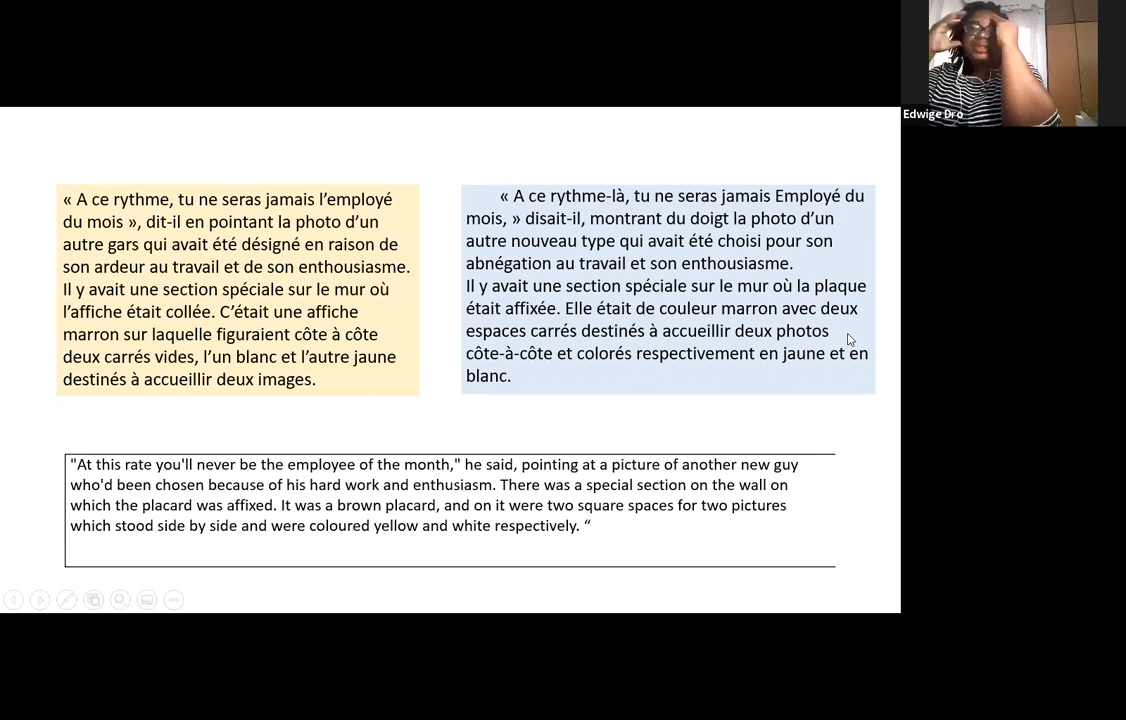 Edwige Dro
« A ce rythme, tu ne seras jamais l’employé
du mois », dit-il en pointant la photo d’un
autre gars qui avait été désigné en raison de
son ardeur au travail et de son enthousiasme.
Il y avait une section spéciale sur le mur où
l’affiche était collée. C’était une affiche
marron sur laquelle figuraient côte à côte
deux carrés vides, l’un blanc et l’autre jaune
destinés à accueillir deux images.
« A ce rythme-là, tu ne seras jamais Employé du
mois, » disait-il, montrant du doigt la photo d’un
autre nouveau type qui avait été choisi pour son
abnégation au travail et son enthousiasme.
Il y avait une section spéciale sur le mur où la plaque
était affixée. Elle était de couleur marron avec deux
espaces carrés destinés à accueillir deux photos
côte-à-côte et colorés respectivement en jaune et en
blanc.
"At this rate you'll never be the employee of the month," he said, pointing at a picture of another new guy
who'd been chosen because of his hard work and enthusiasm. There was a special section on the wall on
which the placard was affixed. It was a brown placard, and on it were two square spaces for two pictures
which stood side by side and were coloured yellow and white respectively. “